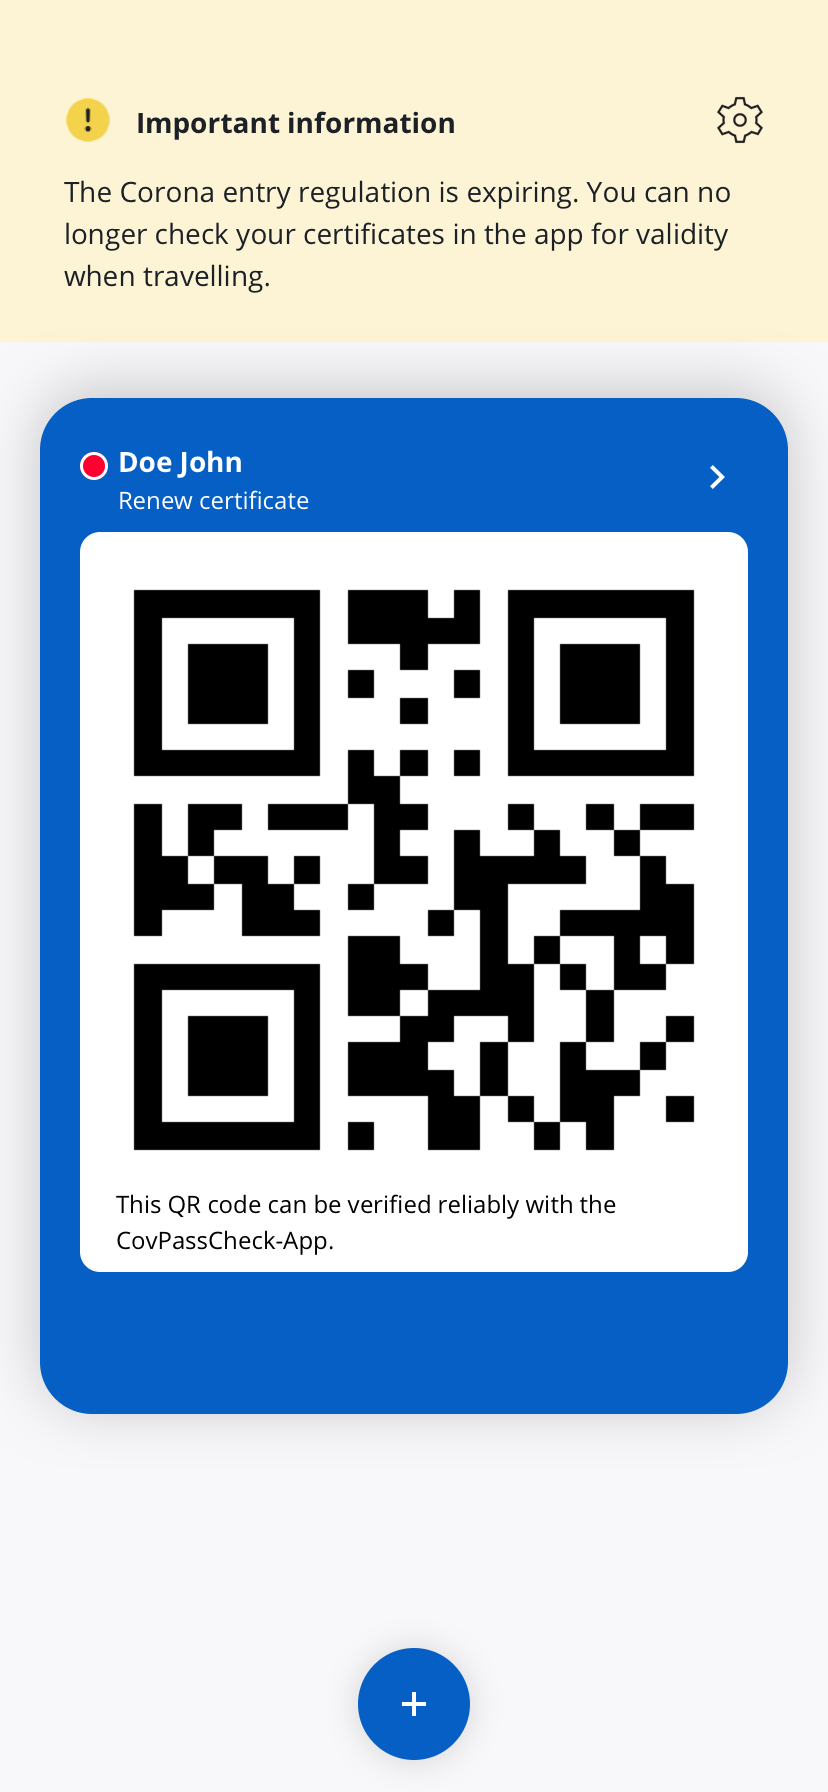 Important information
The Corona entry regulation is expiring. You can no
longer check your certificates in the app for validity
when travelling.
Doe John
Renew certificate
This QR code can be verified reliably with the
CovPassCheck-App.